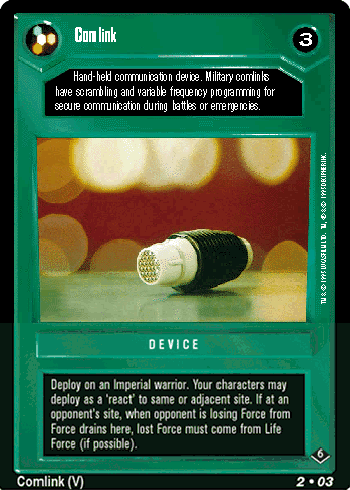 Comlink
3
Hand-held communication device. Military comlinks
have scrambling and variable frequency programming for
secure communication during battles or emergencies.
DEVICE
Deploy on an Imperial warrior. Your characters may
deploy as a 'react' to same or adjacent site. If at an
opponent's site, when opponent is losing Force from
Force drains here, lost Force must come from Life
Force (if possible).
6
Comlink (V)
2 • 03